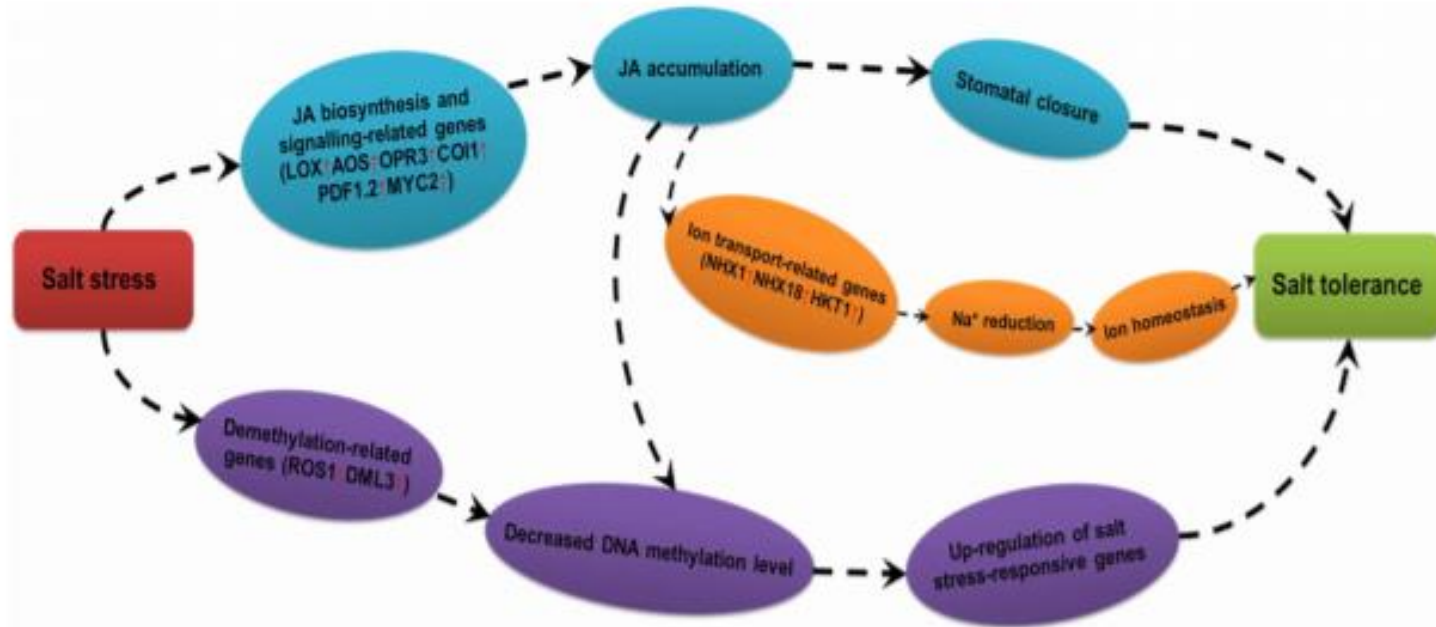 JA biosynthesis and
signalling-related genes
(LOX↑AOS↑OPR3↑COI1↑
PDF1.2↑MYC2↑)
JA accumulation
Stomatal closure
Salt stress
Ion transport-related genes
(NHX1↑NHX18↑HKT1↑)
Na⁺ reduction
Ion homeostasis
Salt tolerance
Demethylation-related
genes (ROS1↑DML3↑)
Decreased DNA methylation level
Up-regulation of salt
stress-responsive genes